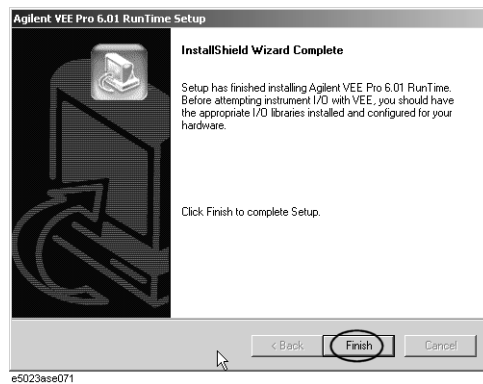 Agilent VEE Pro 6.01 RunTime Setup
InstallShield Wizard Complete
Setup has finished installing Agilent VEE Pro 6.01 RunTime.
Before attempting instrument I/O with VEE, you should have
the appropriate I/O libraries installed and configured for your
hardware.
Click Finish to complete Setup.
< Back
Finish
Cancel
e5023ase071